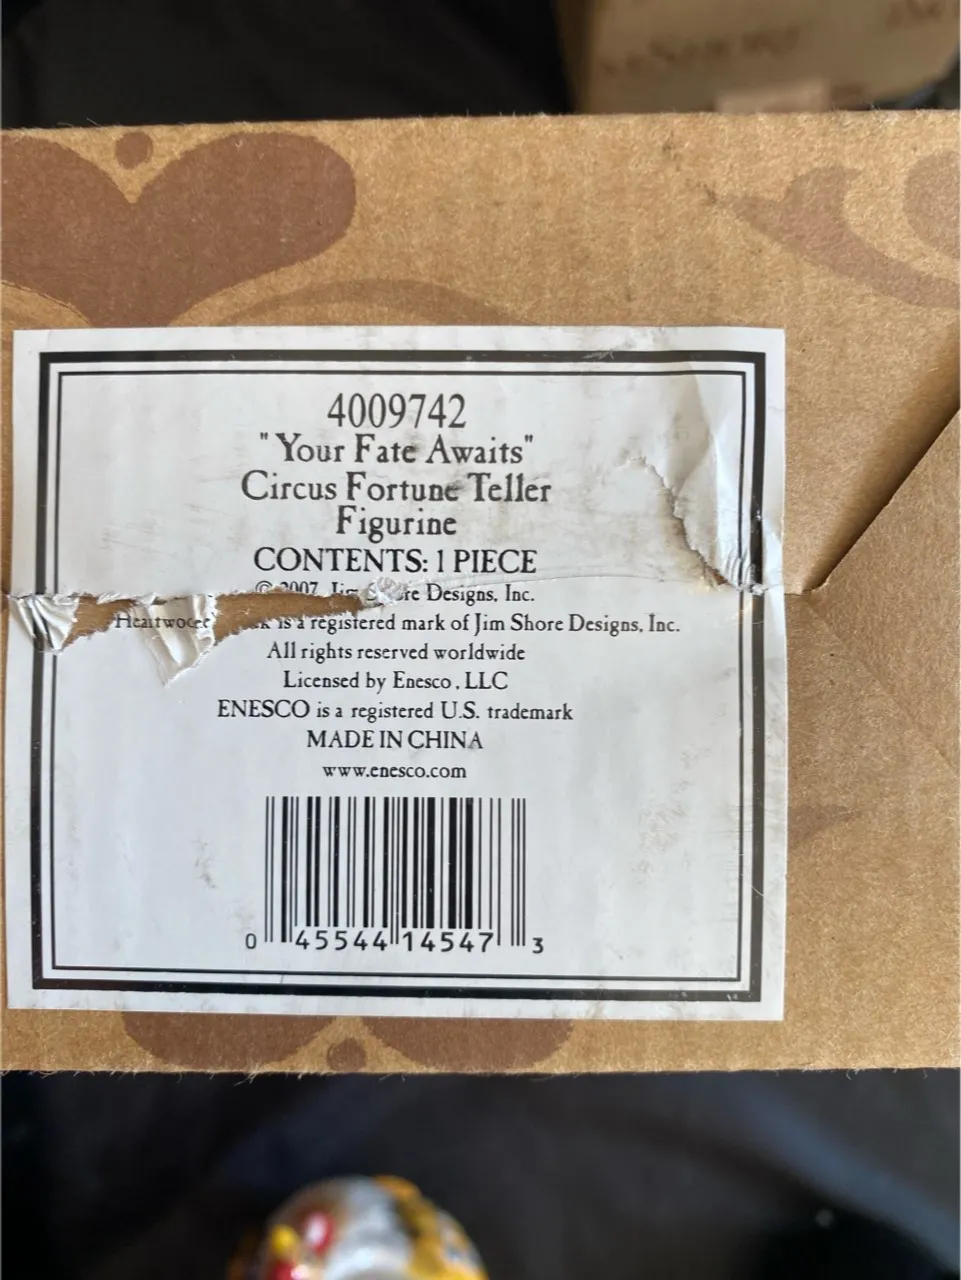 4009742
"Your Fate Awaits"
Circus Fortune Teller
Figurine
CONTENTS: 1 PIECE
© 2007 Designs, Inc.
is a registered mark of Jim Shore Designs, Inc.
All rights reserved worldwide
Licensed by Enesco, LLC
ENESCO is a registered U.S. trademark
MADE IN CHINA
www.enesco.com
0 45544 14547 3